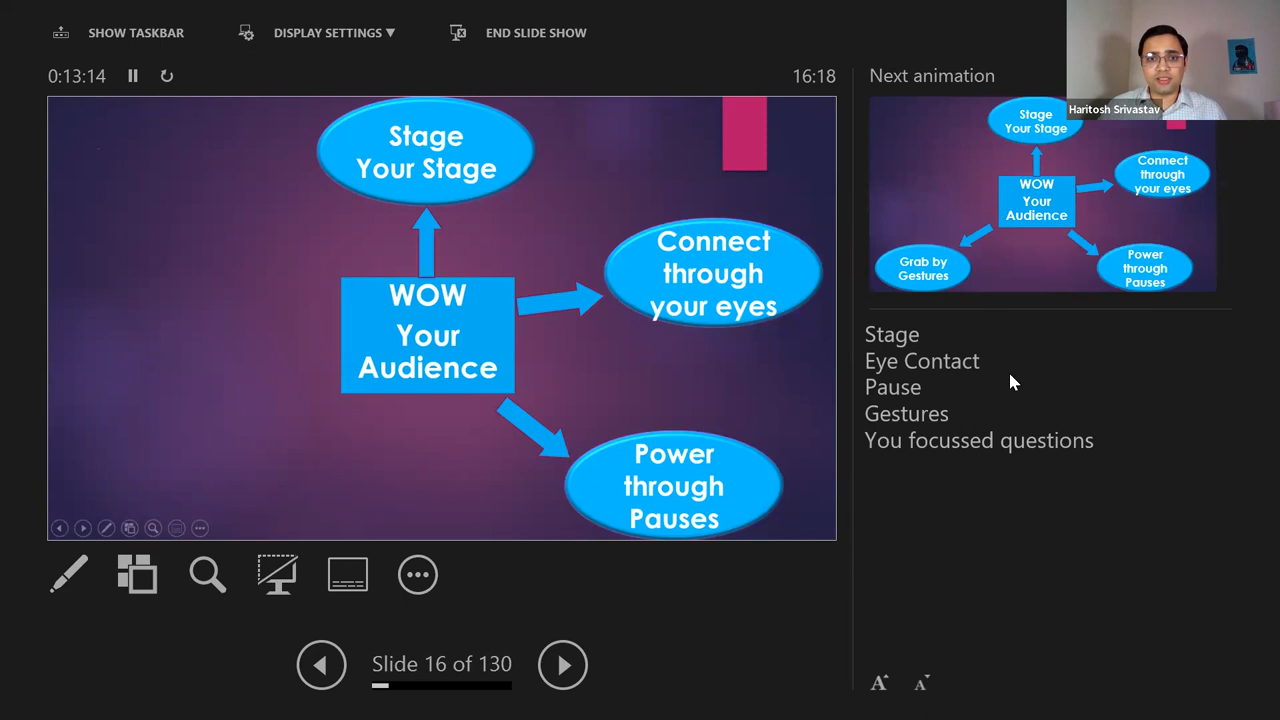 SHOW TASKBAR
DISPLAY SETTINGS ▼
END SLIDE SHOW
0:13:14
16:18
Stage
Your Stage
Connect
through
your eyes
WOW
Your
Audience
Power
through
Pauses
Slide 16 of 130
Next animation
Haritosh Srivastav
Stage
Your Stage
Connect
through
your eyes
WOW
Your
Audience
Grab by
Gestures
Power
through
Pauses
Stage
Eye Contact
Pause
Gestures
You focussed questions
A
A